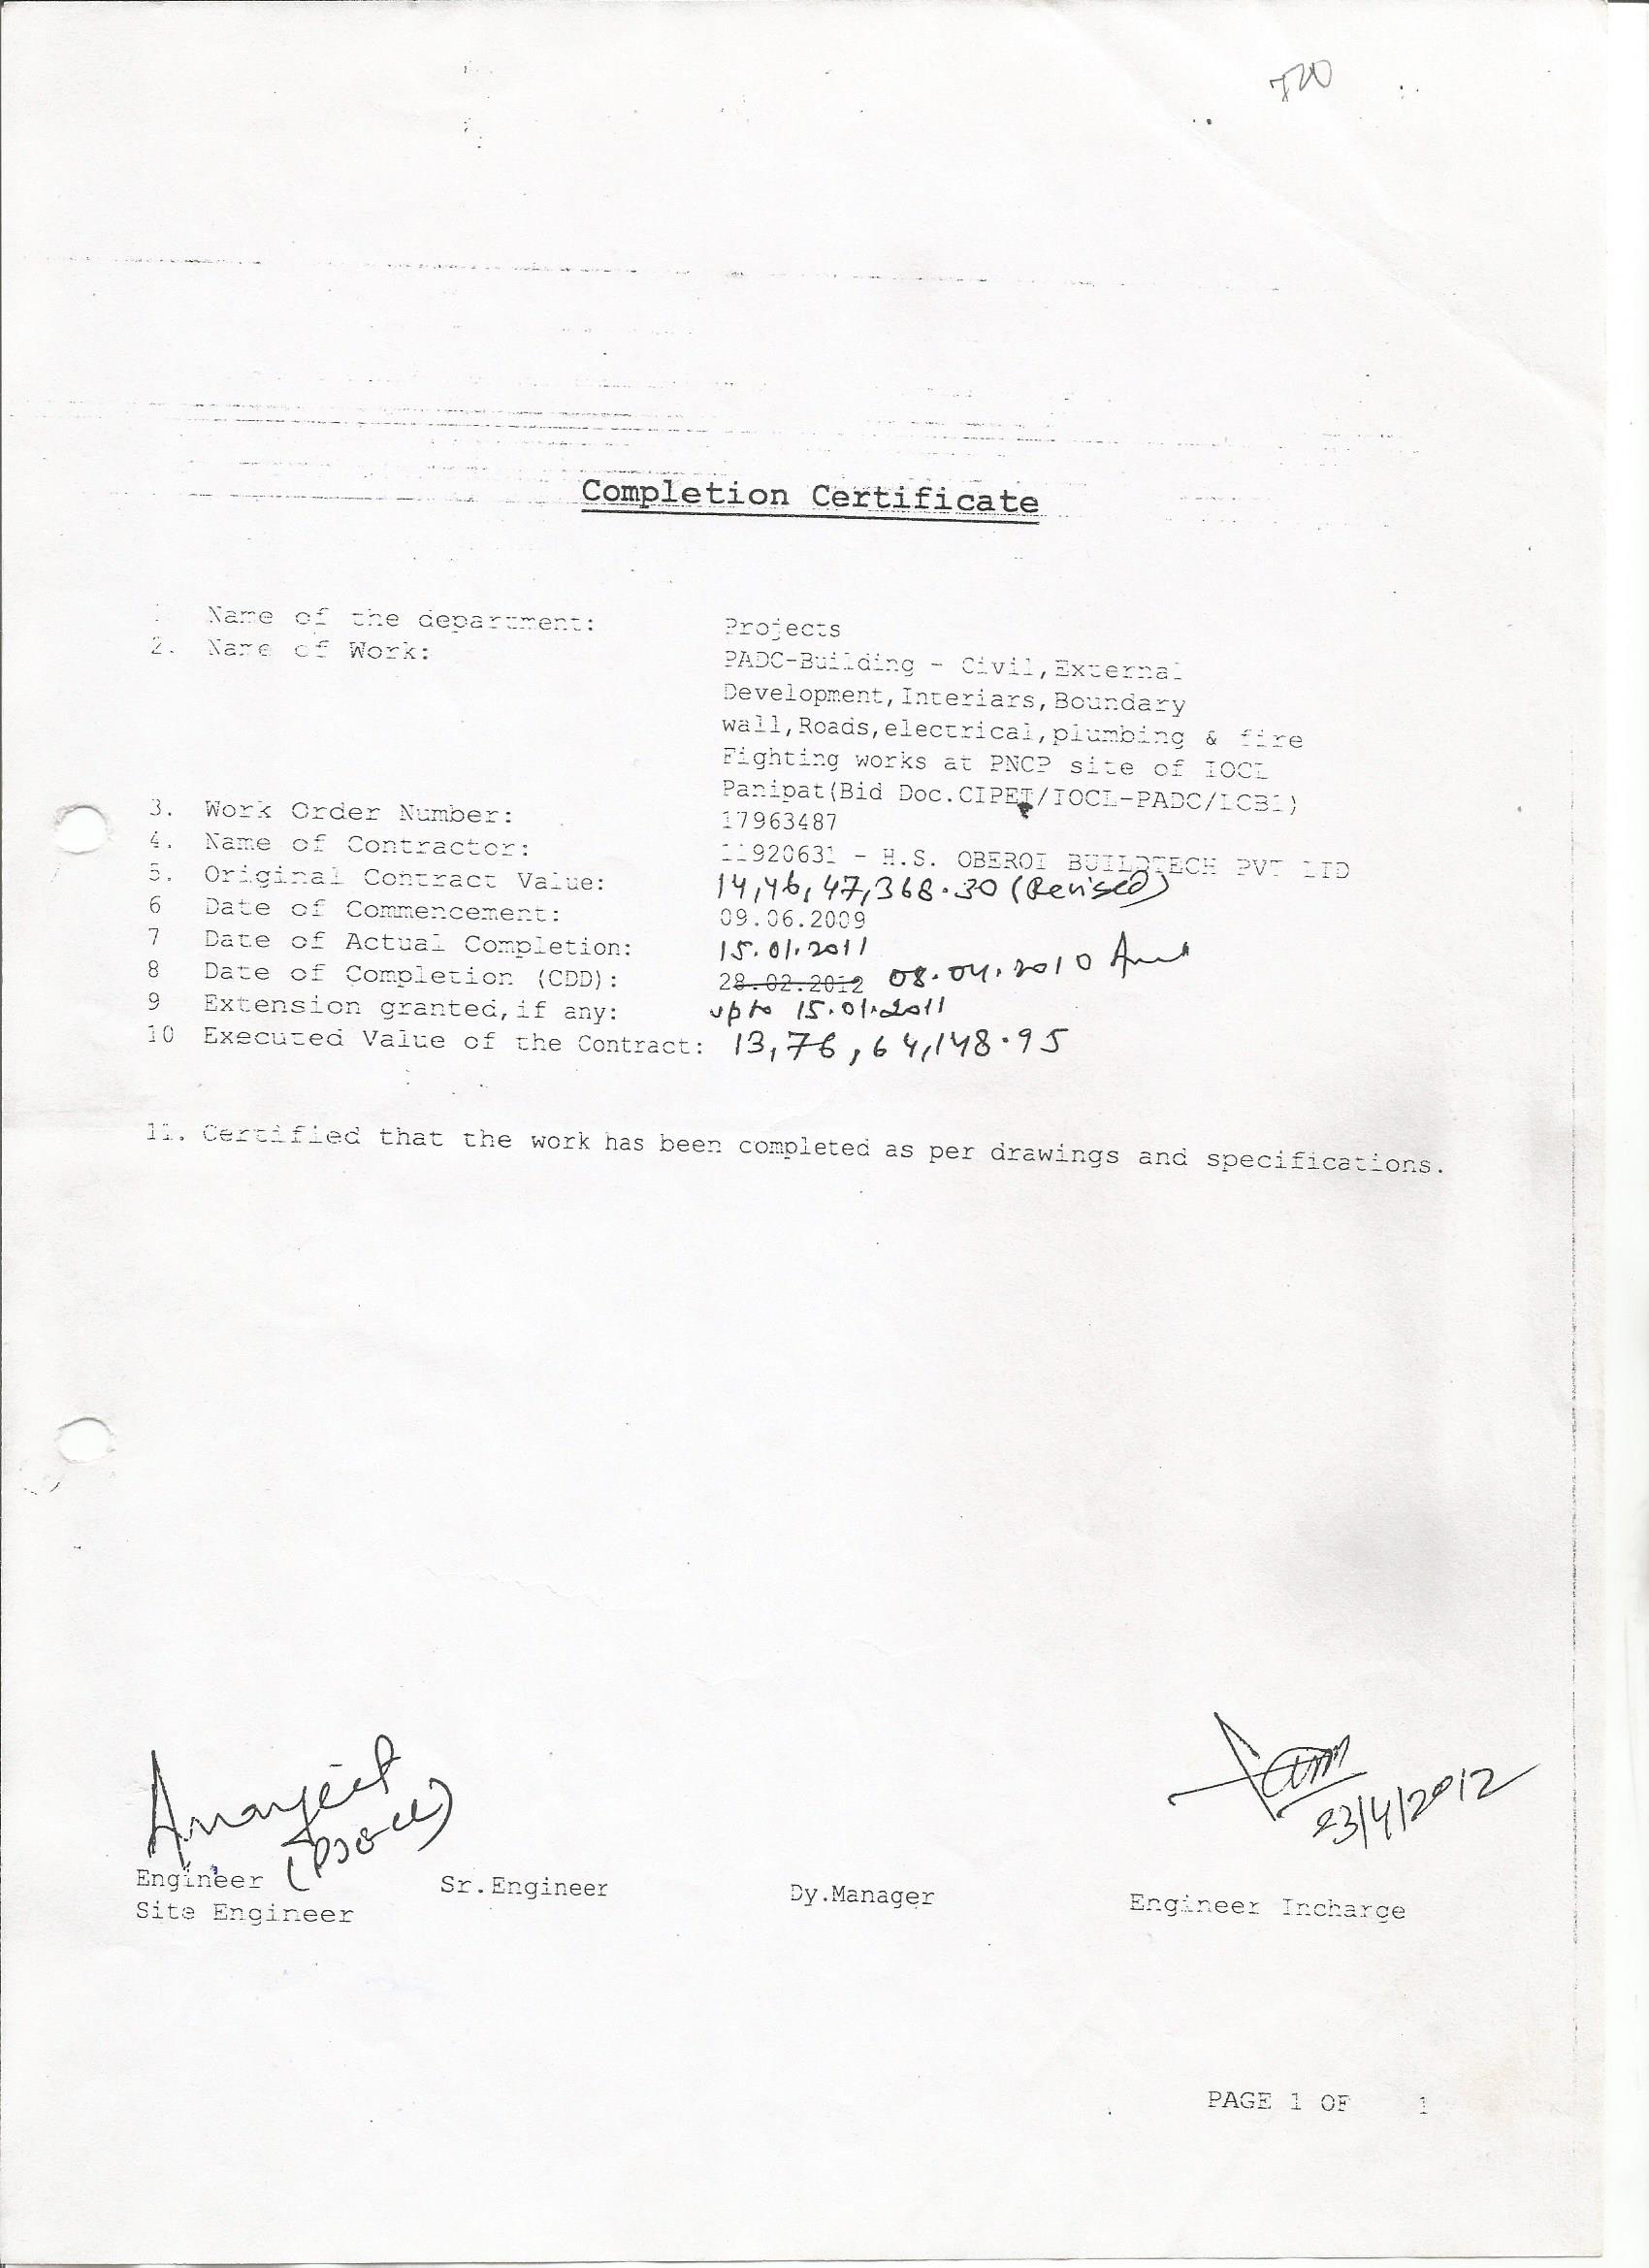 720
Completion Certificate
Name of the department: Projects
2. Name of Work: PADC-Building - Civil,External
Development,Interiars,Boundary
wall,Roads,electrical,plumbing & fire
Fighting works at PNCP site of IOCL
Panipat(Bid Doc.CIPET/IOCL-PADC/LCB1)
3. Work Order Number: 17963487
4. Name of Contractor: 11920631 - H.S. OBEROI BUILDTECH PVT LTD
5. Original Contract Value: 14,46,47,368.30 (Revised)
6 Date of Commencement: 09.06.2009
7 Date of Actual Completion: 15.01.2011
8 Date of Completion (CDD): 28.02.2012 08.04.2010
9 Extension granted,if any: upto 15.01.2011
10 Executed Value of the Contract: 13,76,64,148.95
11. Certified that the work has been completed as per drawings and specifications.
Amarjeet
23/4/2012
Engineer Sr.Engineer Dy.Manager Engineer Incharge
Site Engineer
PAGE 1 OF 1